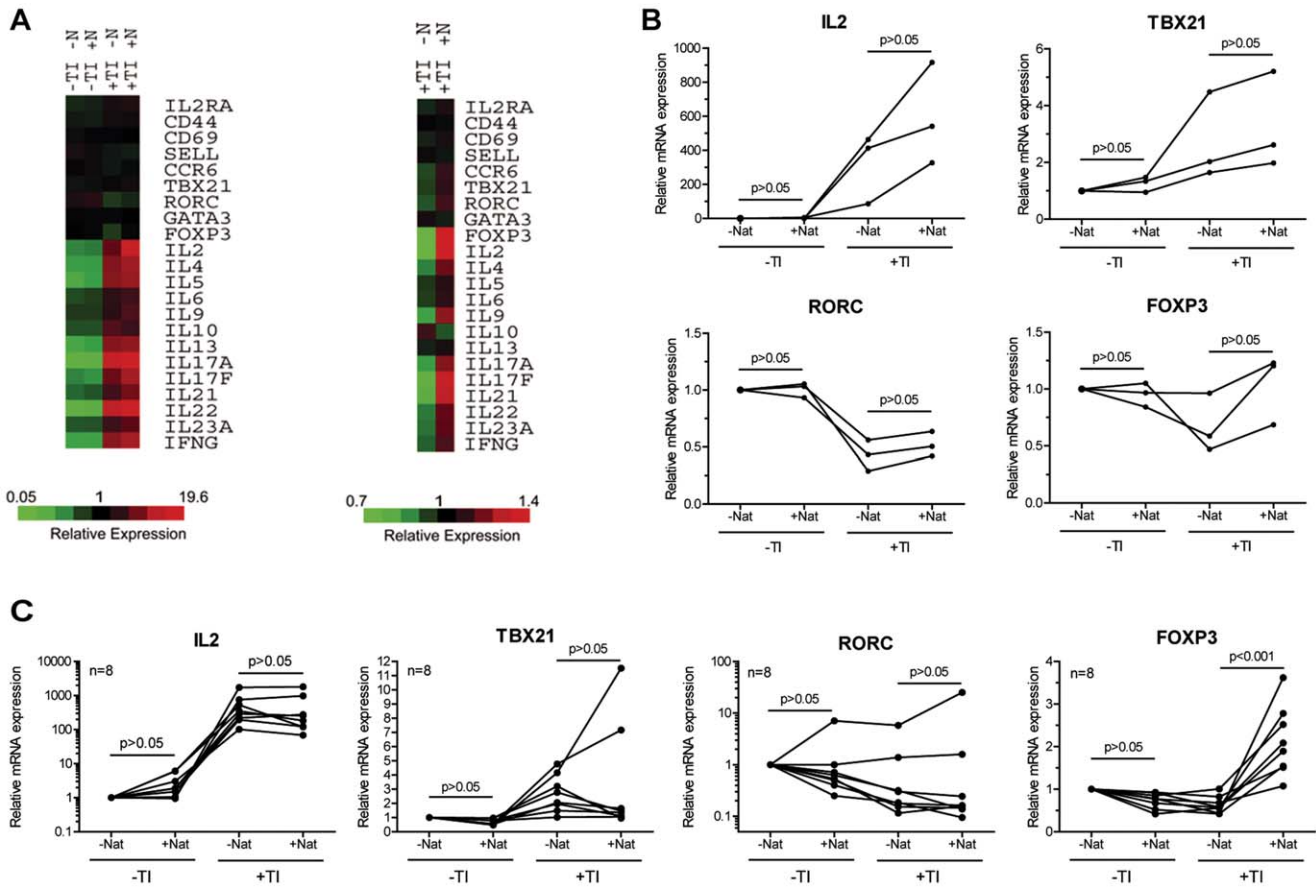 A
-TI -N
-TI +N
+TI -N
+TI +N
IL2RA
CD44
CD69
SELL
CCR6
TBX21
RORC
GATA3
FOXP3
IL2
IL4
IL5
IL6
IL9
IL10
IL13
IL17A
IL17F
IL21
IL22
IL23A
IFNG
0.05 1 19.6
Relative Expression
+TI -N
+TI +N
IL2RA
CD44
CD69
SELL
CCR6
TBX21
RORC
GATA3
FOXP3
IL2
IL4
IL5
IL6
IL9
IL10
IL13
IL17A
IL17F
IL21
IL22
IL23A
IFNG
0.7 1 1.4
Relative Expression
B
IL2
Relative mRNA expression
1000
800
600
400
200
0
p>0.05
p>0.05
-Nat +Nat -Nat +Nat
-TI +TI
TBX21
Relative mRNA expression
6
4
2
0
p>0.05
p>0.05
-Nat +Nat -Nat +Nat
-TI +TI
RORC
Relative mRNA expression
1.5
1.0
0.5
0.0
p>0.05
p>0.05
-Nat +Nat -Nat +Nat
-TI +TI
FOXP3
Relative mRNA expression
1.5
1.0
0.5
0.0
p>0.05
p>0.05
-Nat +Nat -Nat +Nat
-TI +TI
C
IL2
Relative mRNA expression
10000
1000
100
10
1
0.1
n=8
p>0.05
p>0.05
-Nat +Nat -Nat +Nat
-TI +TI
TBX21
Relative mRNA expression
12
11
10
9
8
7
6
5
4
3
2
1
0
n=8
p>0.05
p>0.05
-Nat +Nat -Nat +Nat
-TI +TI
RORC
Relative mRNA expression
100
10
1
0.1
n=8
p>0.05
p>0.05
-Nat +Nat -Nat +Nat
-TI +TI
FOXP3
Relative mRNA expression
4
3
2
1
0
n=8
p>0.05
p<0.001
-Nat +Nat -Nat +Nat
-TI +TI